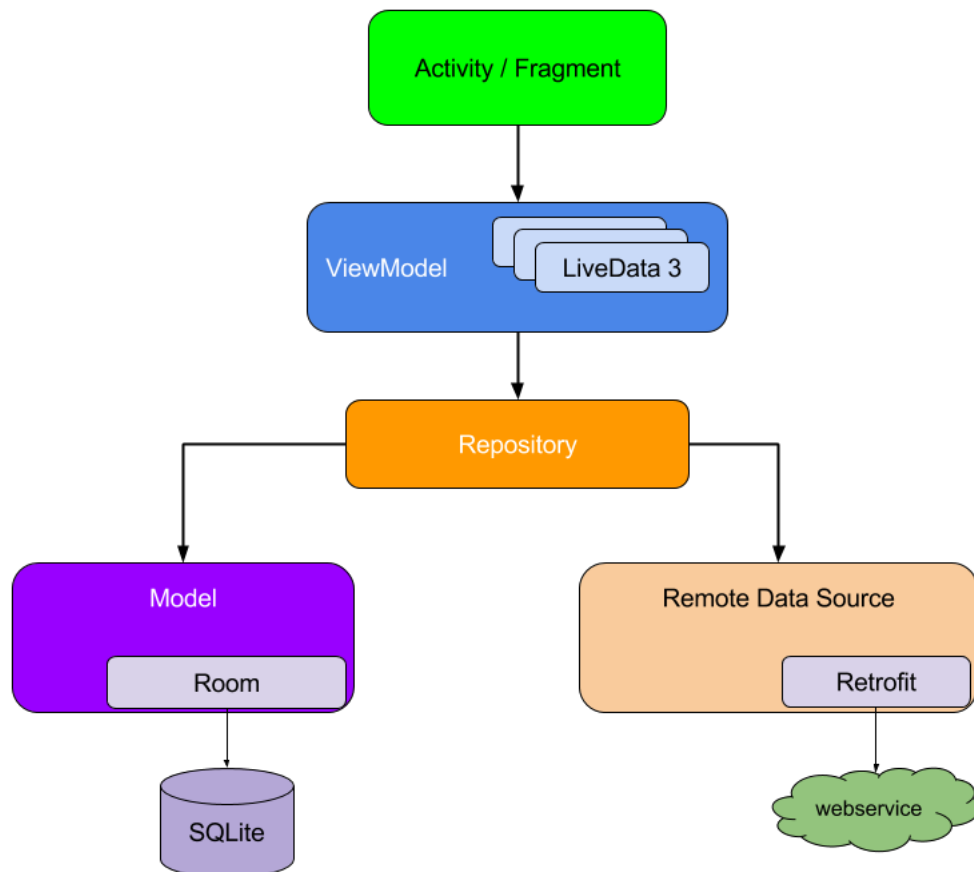 Activity / Fragment
ViewModel
LiveData 3
Repository
Model
Remote Data Source
Room
Retrofit
SQLite
webservice